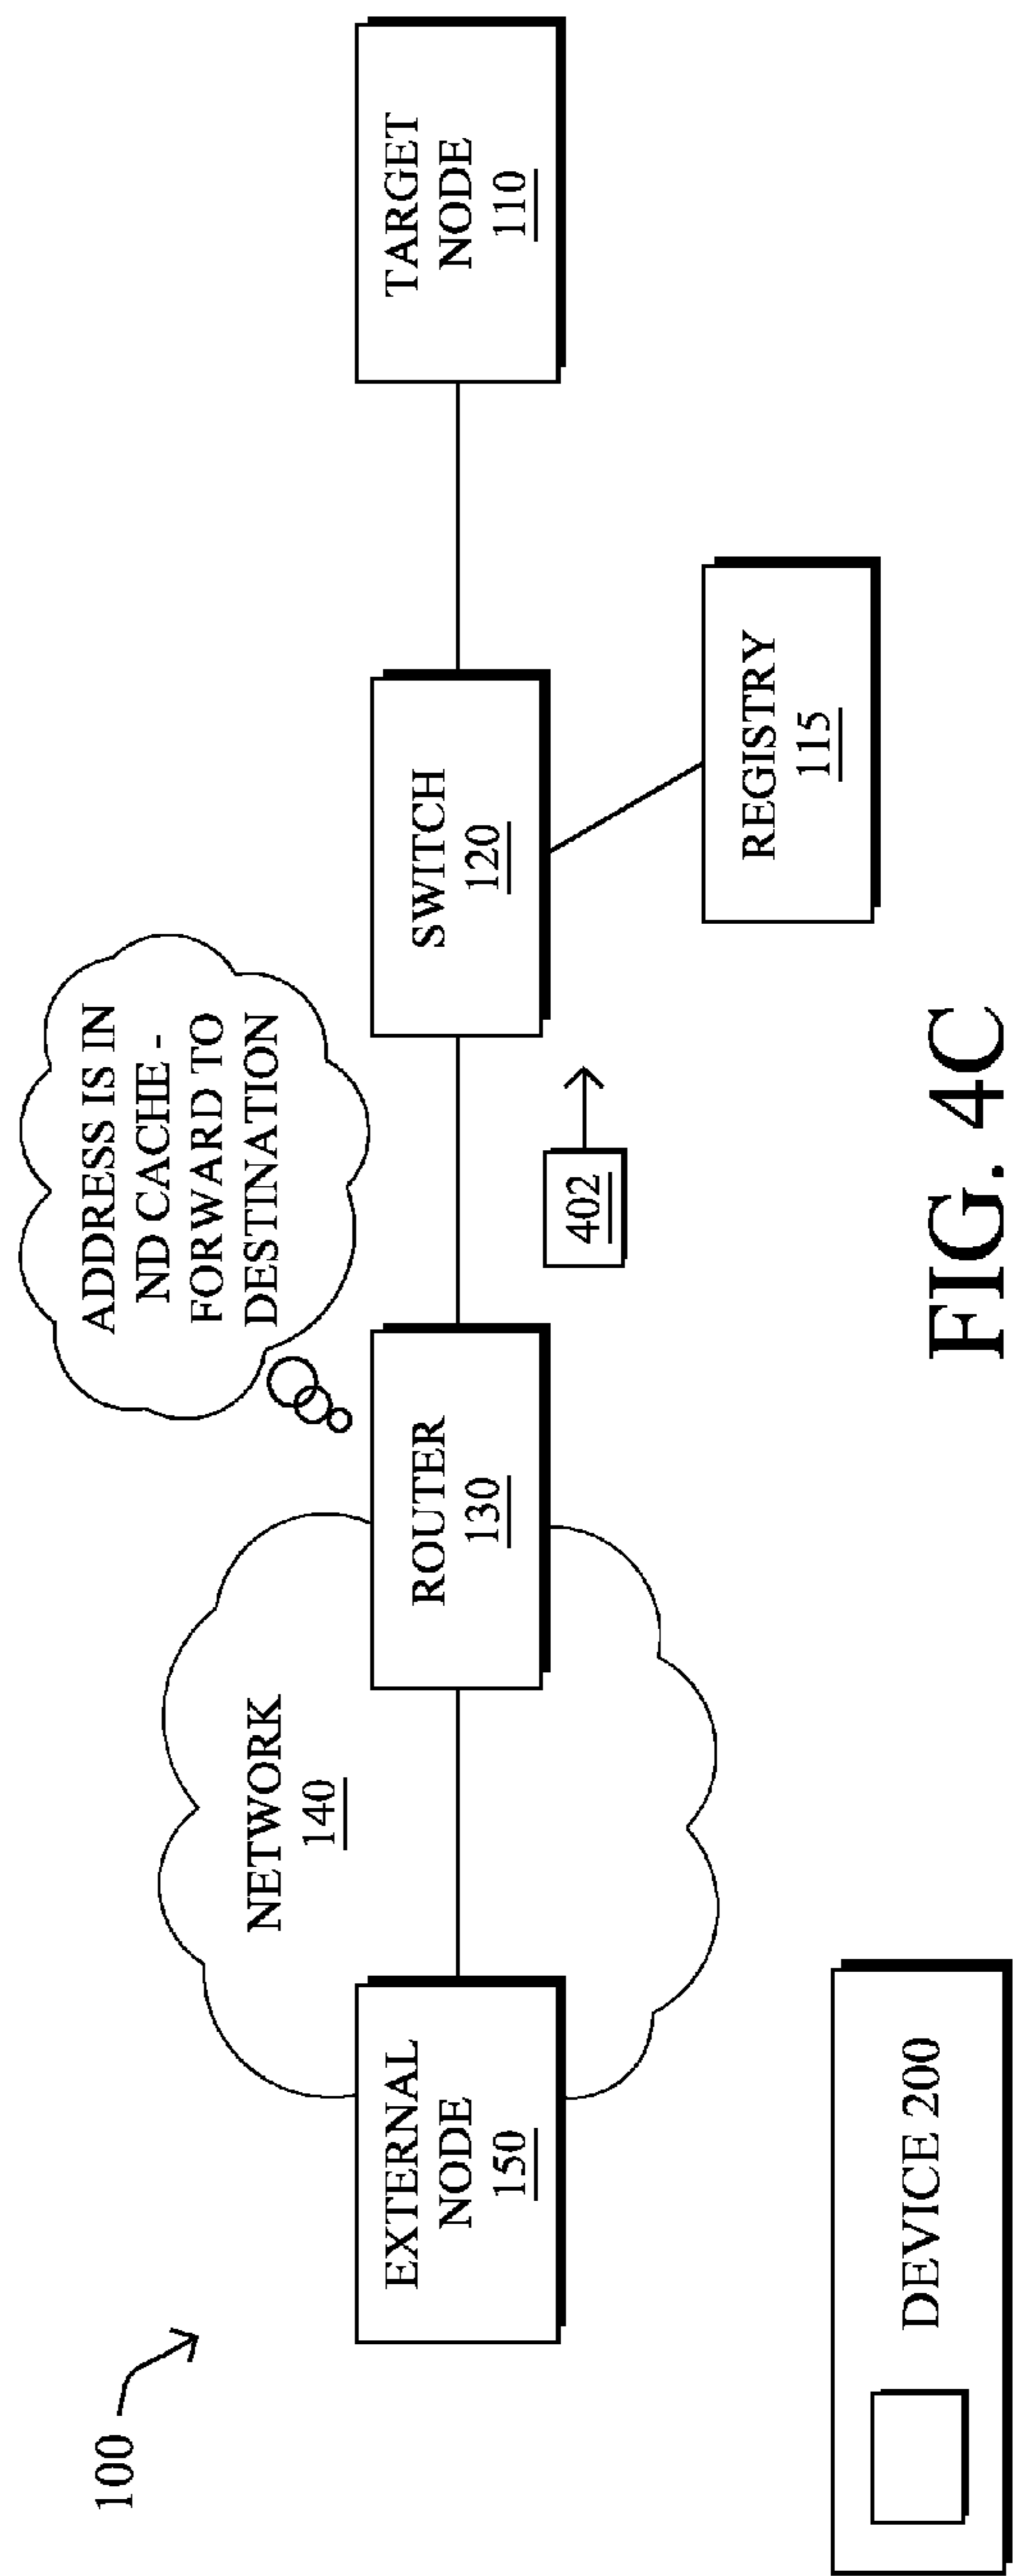 100
EXTERNAL
NODE
150
NETWORK
140
ROUTER
130
ADDRESS IS IN
ND CACHE -
FORWARD TO
DESTINATION
402
SWITCH
120
REGISTRY
115
TARGET
NODE
110
DEVICE 200
FIG. 4C